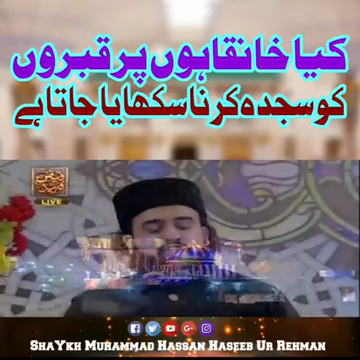 کیا خانقاہوں پر قبروں
کو سجدہ کرنا سکھایا جاتا ہے
LIVE
SHAYKH MUHAMMAD HASSAN HASEEB UR REHMAN